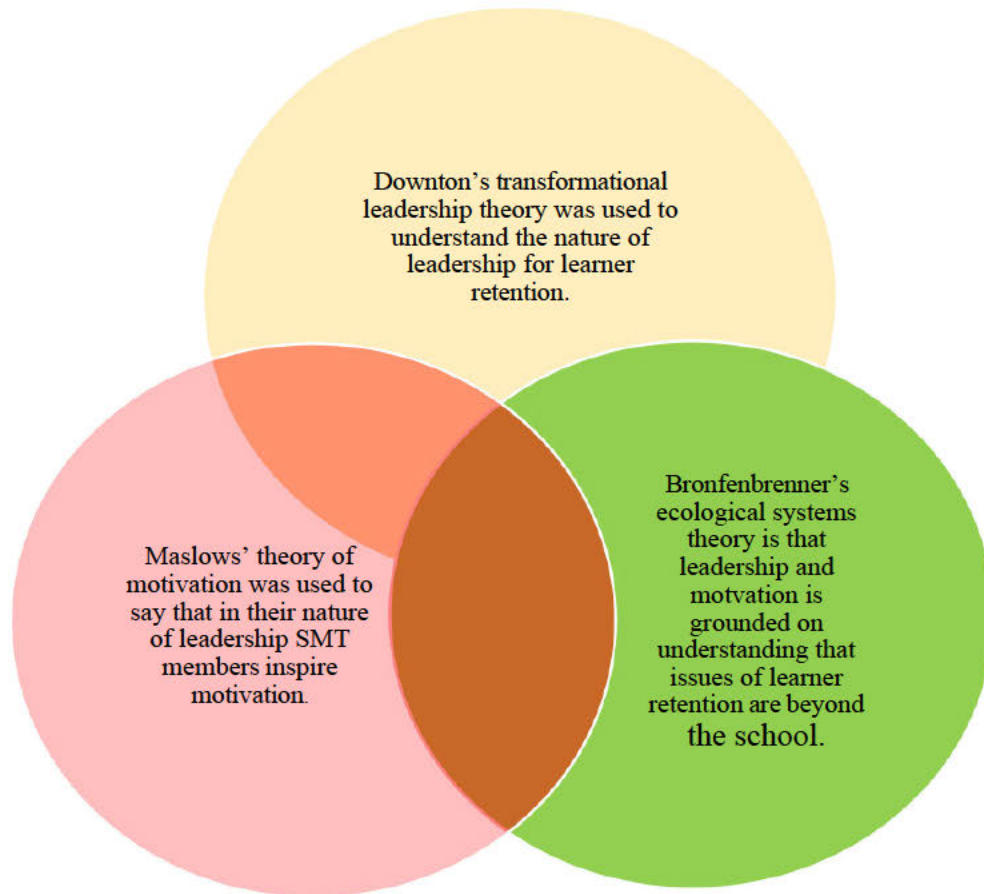 Downton’s transformational
leadership theory was used to
understand the nature of
leadership for learner
retention.
Maslows’ theory of
motivation was used to
say that in their nature
of leadership SMT
members inspire
motivation.
Bronfenbrenner’s
ecological systems
theory is that
leadership and
motvation is
grounded on
understanding that
issues of learner
retention are beyond
the school.